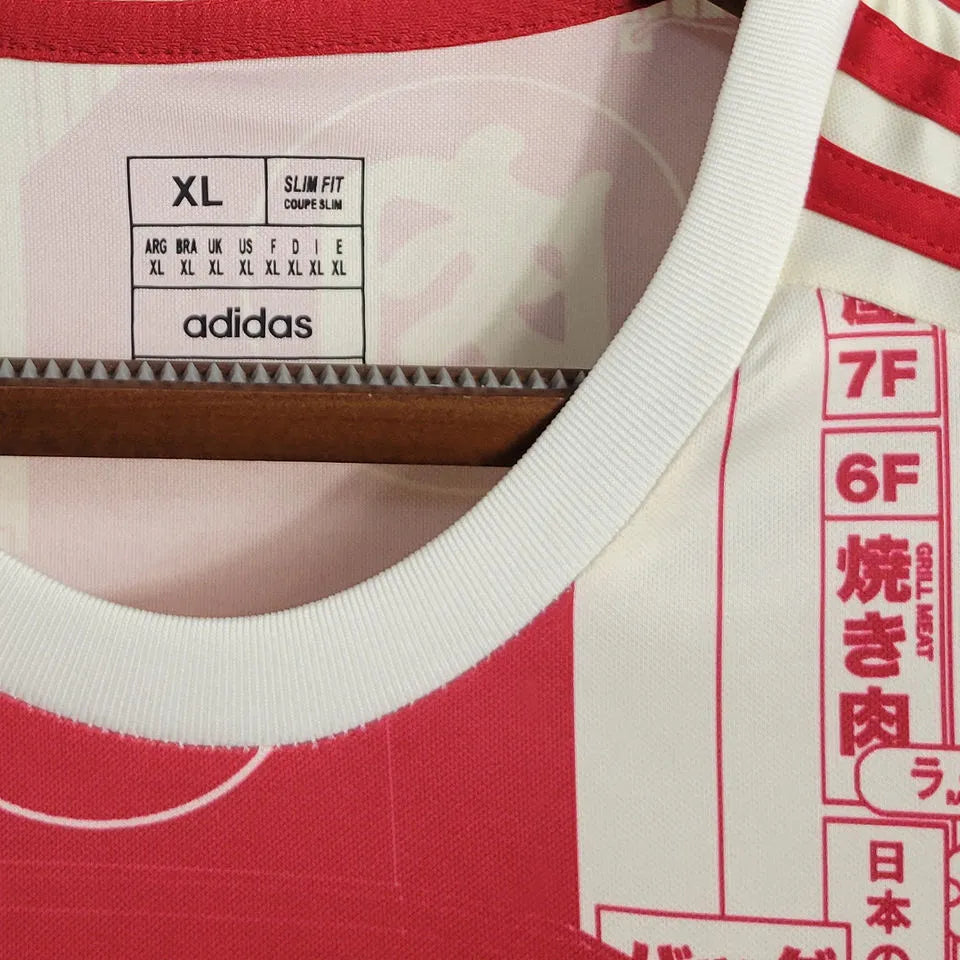 XL
SLIM FIT
COUPE SLIM
ARG BRA UK US F D I E
XL XL XL XL XL XL XL XL
adidas
7F
6F
焼き肉
GRILL MEAT
ラ
日本の